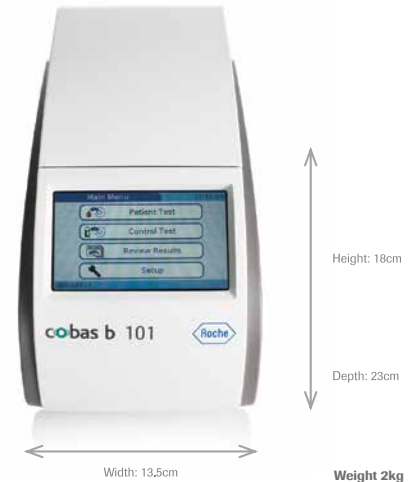 Main Menu
Patient Test
Control Test
Review Results
Setup
cobas b 101
Roche
Height: 18cm
Depth: 23cm
Width: 13,5cm
Weight 2kg